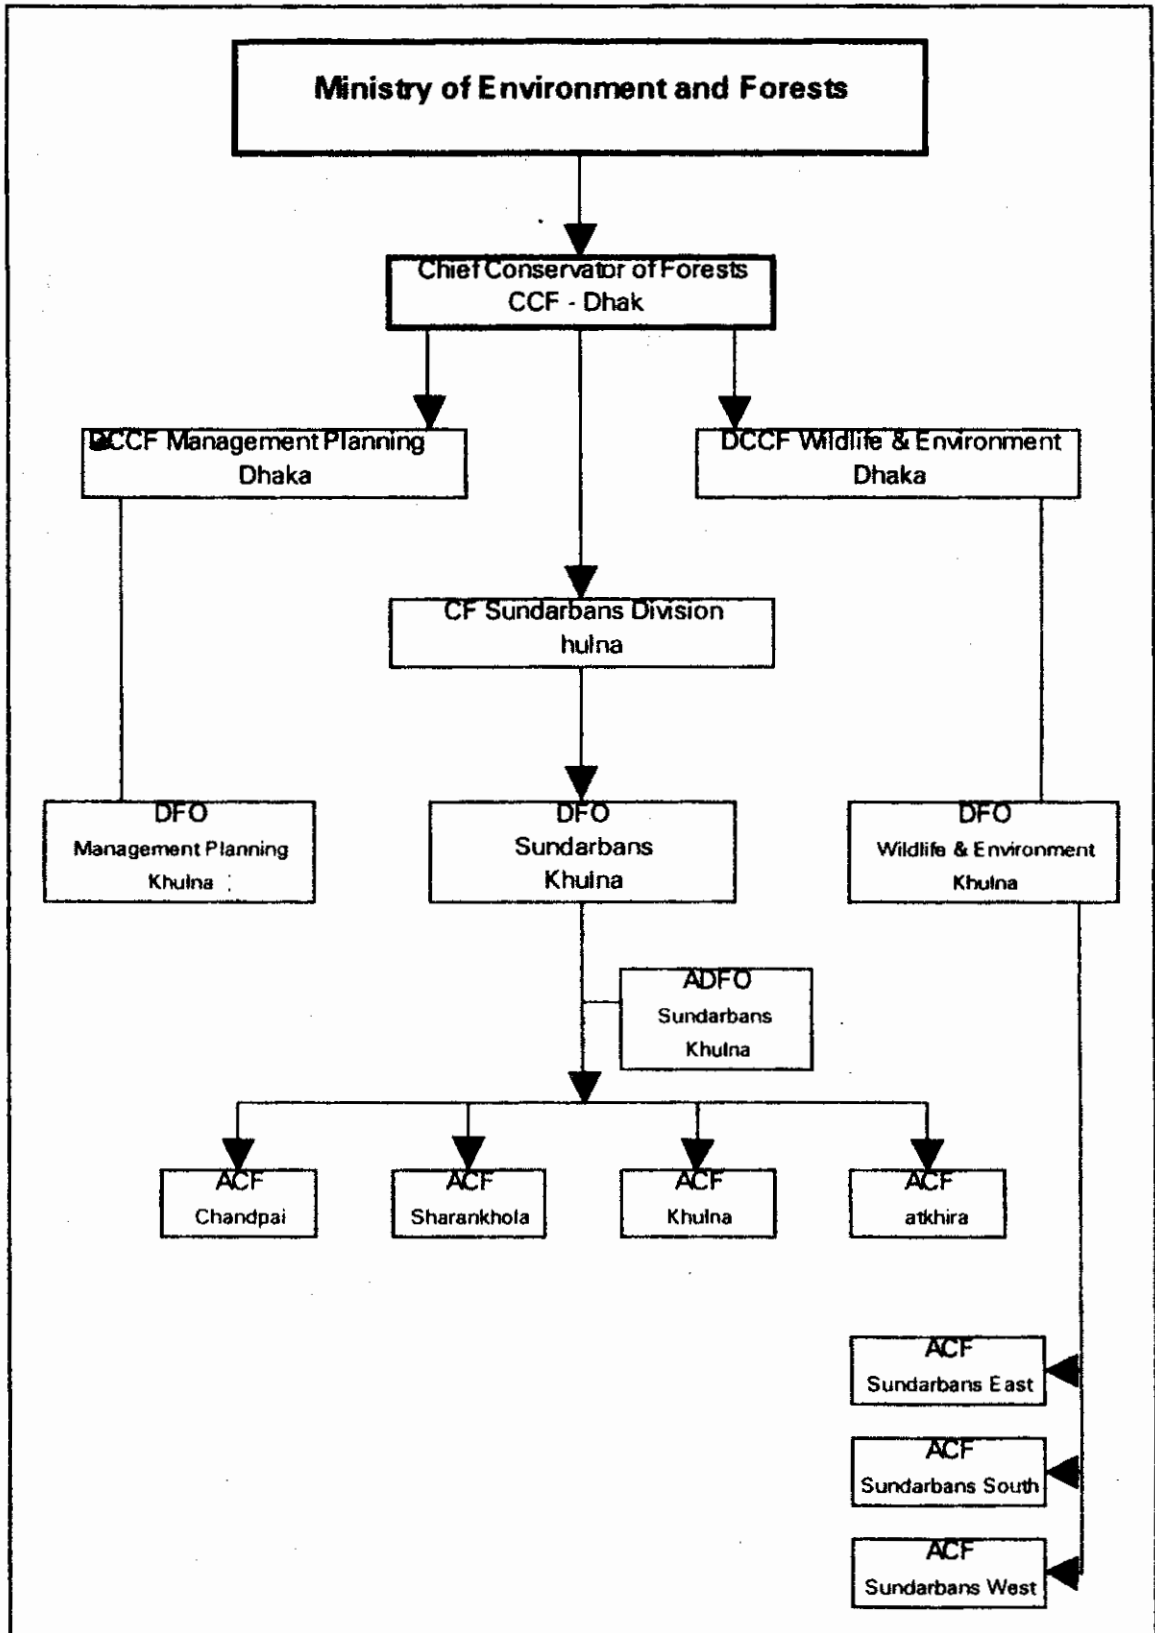 Ministry of Environment and Forests
Chief Conservator of Forests
CCF - Dhak
DCCF Management Planning
Dhaka
DCCF Wildlife & Environment
Dhaka
CF Sundarbans Division
hulna
DFO
Management Planning
Khulna
DFO
Sundarbans
Khulna
DFO
Wildlife & Environment
Khulna
ADFO
Sundarbans
Khulna
ACF
Chandpai
ACF
Sharankhola
ACF
Khulna
ACF
atkhira
ACF
Sundarbans East
ACF
Sundarbans South
ACF
Sundarbans West